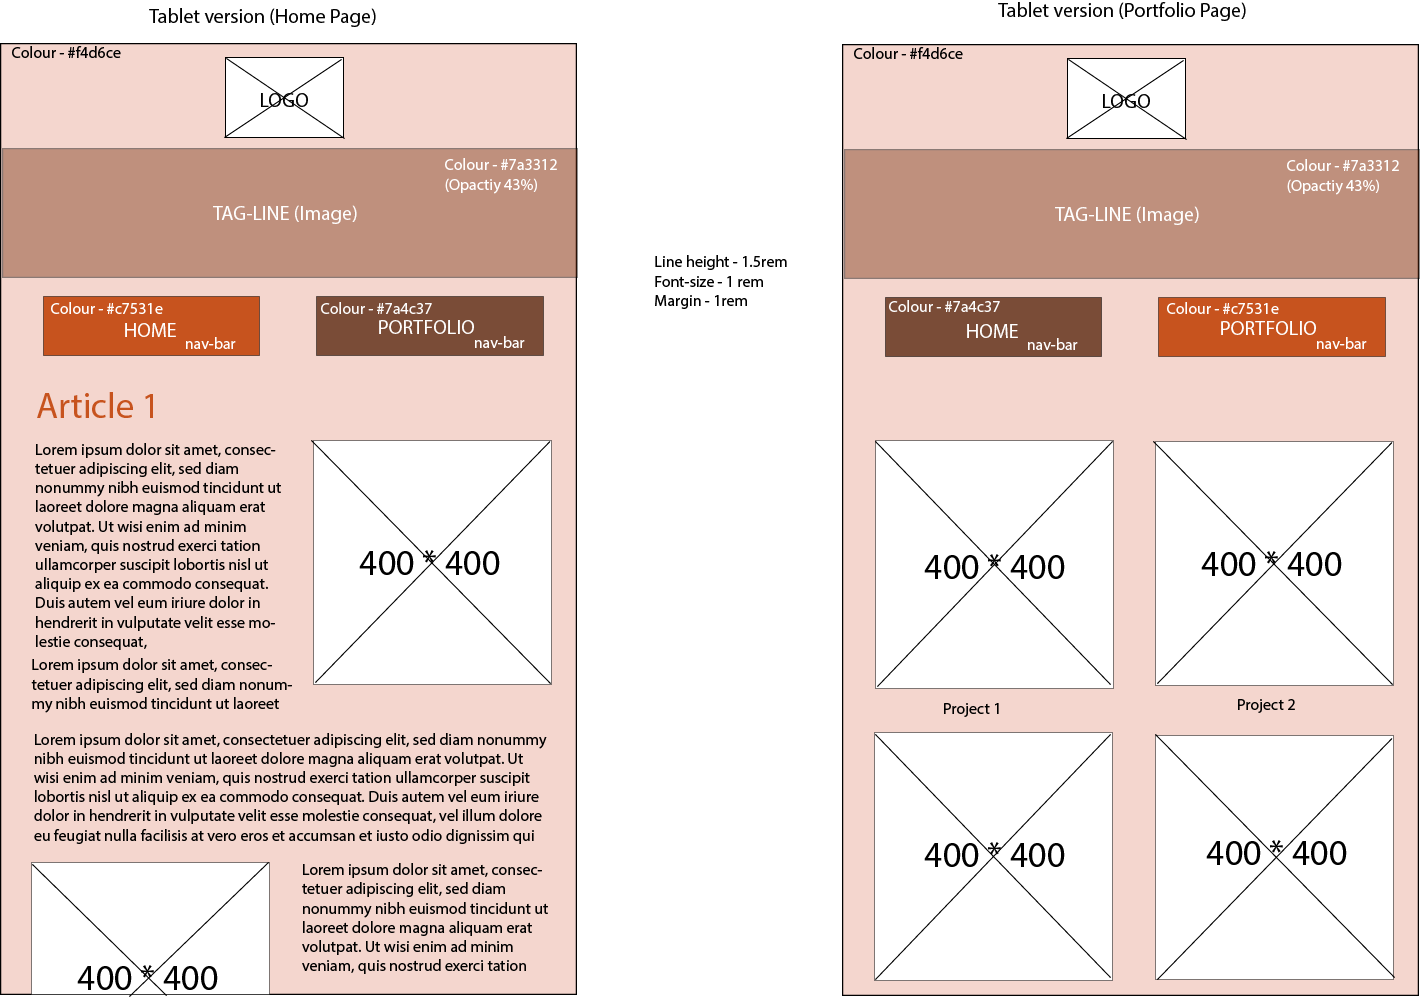 Tablet version (Home Page)
Colour - #f4d6ce
LOGO
Colour - #7a3312
(Opactiy 43%)
TAG-LINE (Image)
Colour - #c7531e
HOME
nav-bar
Colour - #7a4c37
PORTFOLIO
nav-bar
Article 1
Lorem ipsum dolor sit amet, consec-
tetuer adipiscing elit, sed diam
nonummy nibh euismod tincidunt ut
laoreet dolore magna aliquam erat
volutpat. Ut wisi enim ad minim
veniam, quis nostrud exerci tation
ullamcorper suscipit lobortis nisl ut
aliquip ex ea commodo consequat.
Duis autem vel eum iriure dolor in
hendrerit in vulputate velit esse mo-
lestie consequat,
Lorem ipsum dolor sit amet, consec-
tetuer adipiscing elit, sed diam nonum-
my nibh euismod tincidunt ut laoreet
400 * 400
Lorem ipsum dolor sit amet, consectetuer adipiscing elit, sed diam nonummy
nibh euismod tincidunt ut laoreet dolore magna aliquam erat volutpat. Ut
wisi enim ad minim veniam, quis nostrud exerci tation ullamcorper suscipit
lobortis nisl ut aliquip ex ea commodo consequat. Duis autem vel eum iriure
dolor in hendrerit in vulputate velit esse molestie consequat, vel illum dolore
eu feugiat nulla facilisis at vero eros et accumsan et iusto odio dignissim qui
400 * 400
Lorem ipsum dolor sit amet, consec-
tetuer adipiscing elit, sed diam
nonummy nibh euismod tincidunt ut
laoreet dolore magna aliquam erat
volutpat. Ut wisi enim ad minim
veniam, quis nostrud exerci tation
Line height - 1.5rem
Font-size - 1 rem
Margin - 1rem
Tablet version (Portfolio Page)
Colour - #f4d6ce
LOGO
Colour - #7a3312
(Opactiy 43%)
TAG-LINE (Image)
Colour - #7a4c37
HOME
nav-bar
Colour - #c7531e
PORTFOLIO
nav-bar
400 * 400
400 * 400
Project 1
Project 2
400 * 400
400 * 400